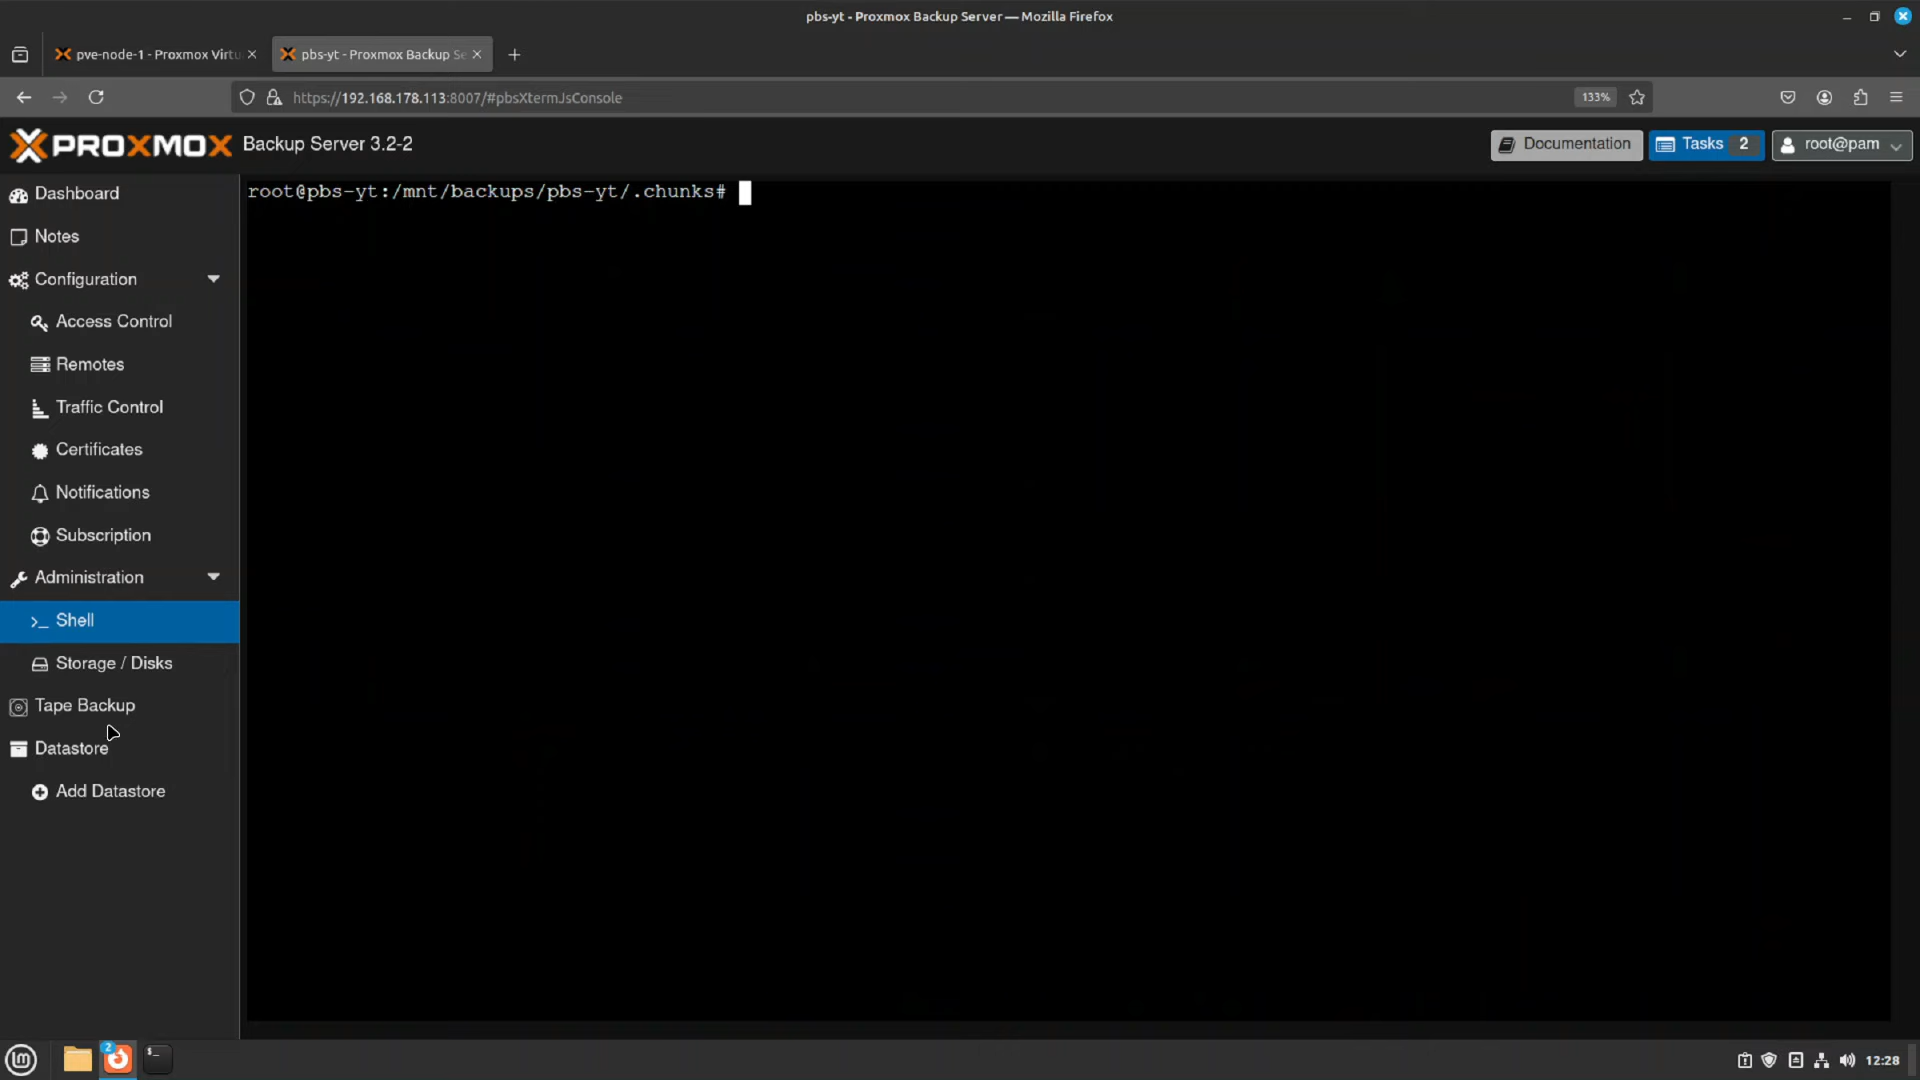 pbs-yt - Proxmox Backup Server — Mozilla Firefox
pve-node-1 - Proxmox Virtu
pbs-yt - Proxmox Backup Se
https://192.168.178.113:8007/#pbsXtermJsConsole
133%
PROXMOX Backup Server 3.2-2
Documentation
Tasks 2
root@pam
Dashboard
Notes
Configuration
Access Control
Remotes
Traffic Control
Certificates
Notifications
Subscription
Administration
Shell
Storage / Disks
Tape Backup
Datastore
Add Datastore
root@pbs-yt:/mnt/backups/pbs-yt/.chunks#
2
12:28